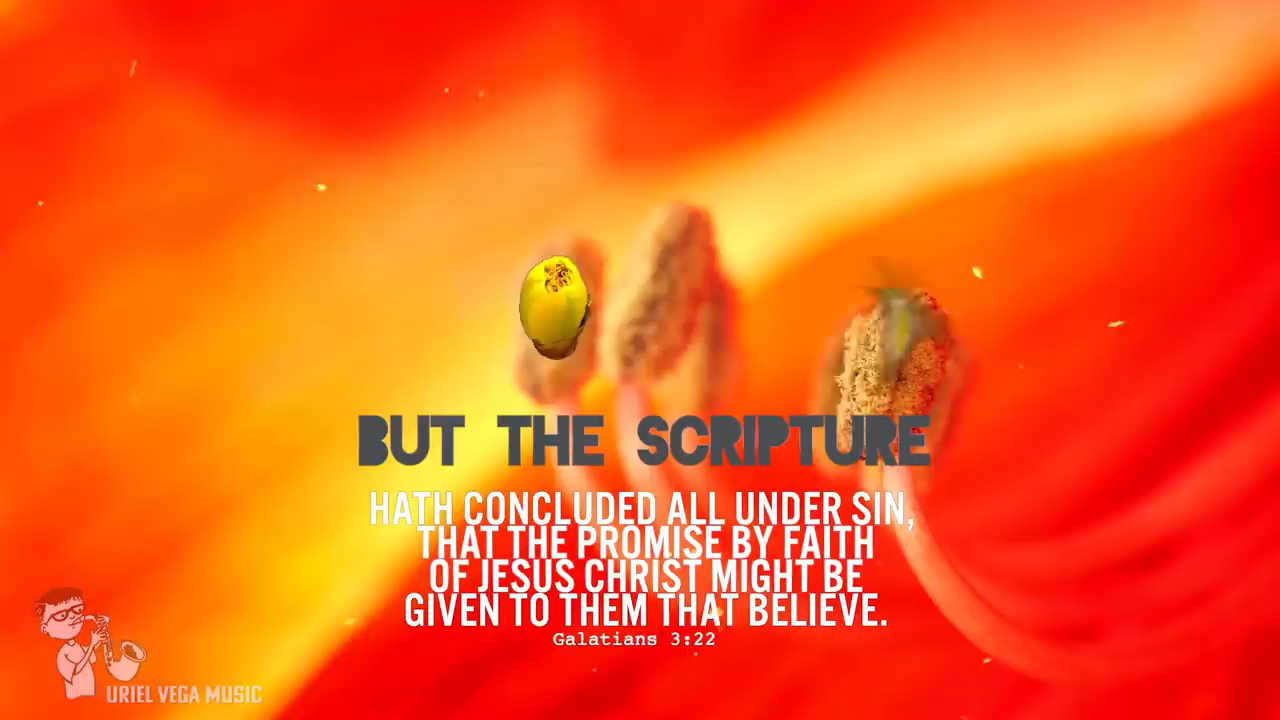 BUT THE SCRIPTURE
HATH CONCLUDED ALL UNDER SIN,
THAT THE PROMISE BY FAITH
OF JESUS CHRIST MIGHT BE
GIVEN TO THEM THAT BELIEVE.
Galatians 3:22
URIEL VEGA MUSIC